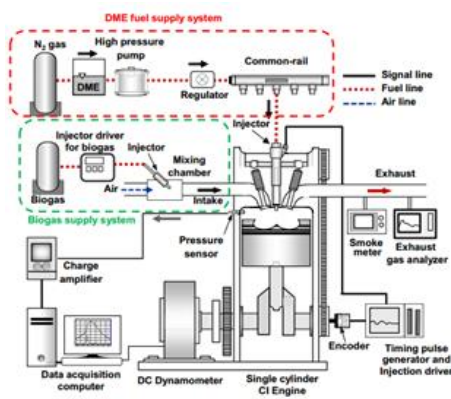 DME fuel supply system
N₂ gas
High pressure
pump
Common-rail
DME
Regulator
Signal line
Fuel line
Air line
Injector driver
for biogas
Injector
Mixing
chamber
Injector
Air
Intake
Exhaust
Biogas
Biogas supply system
Pressure
sensor
Smoke
meter
Exhaust
gas analyzer
Charge
amplifier
Encoder
Timing pulse
generator and
Injection driver
Data acquisition
computer
DC Dynamometer
Single cylinder
CI Engine